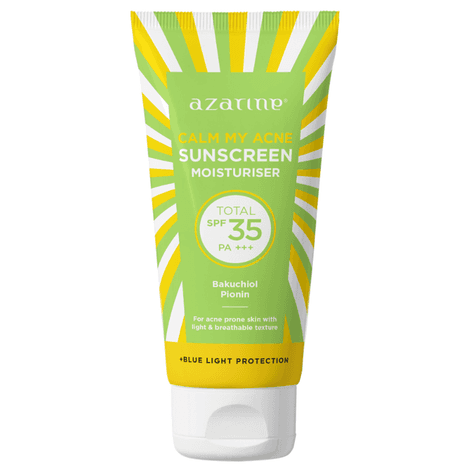 azarine®
CALM MY ACNE
SUNSCREEN
MOISTURISER
TOTAL
SPF 35
PA +++
Bakuchiol
Pionin
For acne prone skin with
light & breathable texture
+BLUE LIGHT PROTECTION